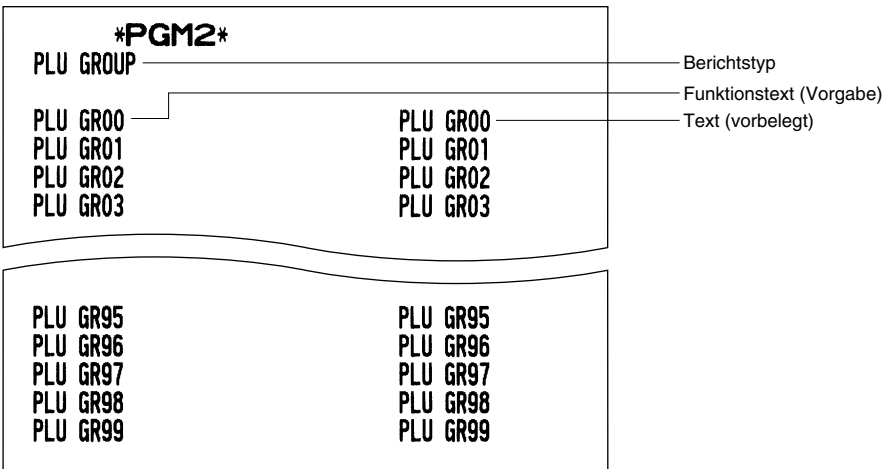 *PGM2*
PLU GROUP
Berichtstyp
Funktionstext (Vorgabe)
PLU GR00 PLU GR00
Text (vorbelegt)
PLU GR01 PLU GR01
PLU GR02 PLU GR02
PLU GR03 PLU GR03
PLU GR95 PLU GR95
PLU GR96 PLU GR96
PLU GR97 PLU GR97
PLU GR98 PLU GR98
PLU GR99 PLU GR99